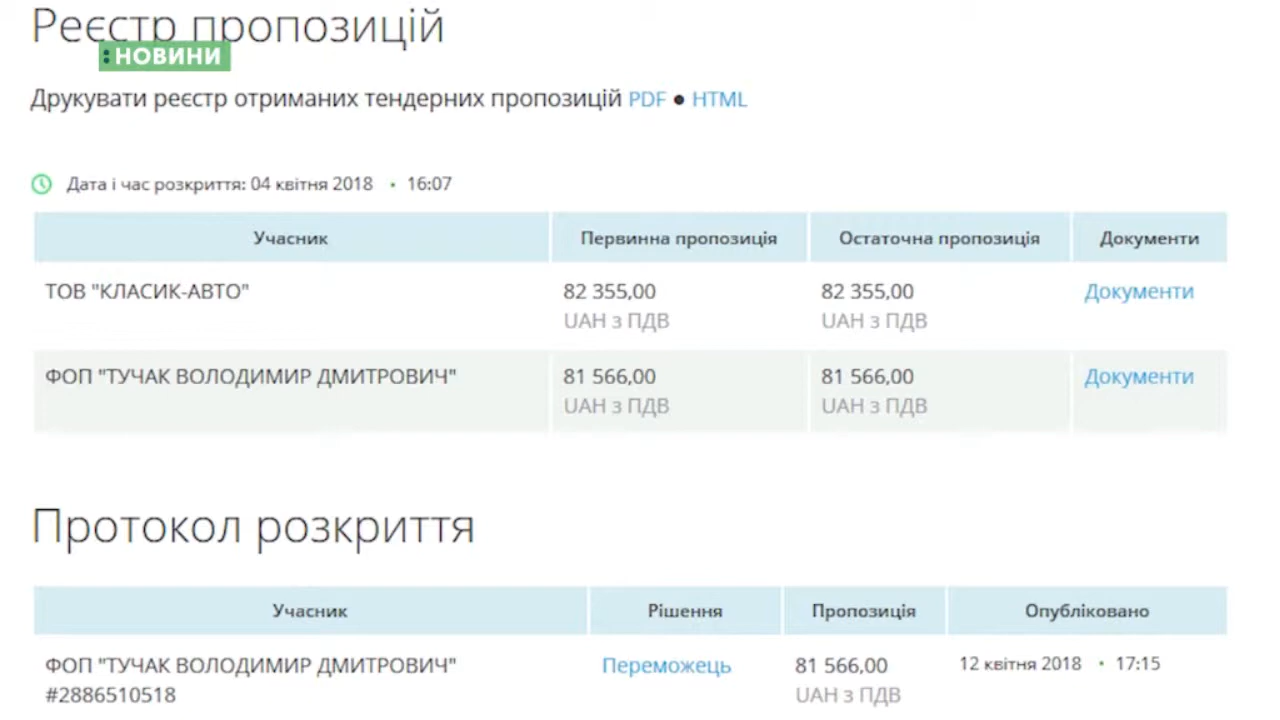 Реєстр пропозицій
:НОВИНИ
Друкувати реєстр отриманих тендерних пропозицій PDF ● HTML
Дата і час розкриття: 04 квітня 2018 • 16:07
Учасник Первинна пропозиція Остаточна пропозиція Документи
ТОВ "КЛАСИК-АВТО" 82 355,00 82 355,00 Документи
UAH з ПДВ UAH з ПДВ
ФОП "ТУЧАК ВОЛОДИМИР ДМИТРОВИЧ" 81 566,00 81 566,00 Документи
UAH з ПДВ UAH з ПДВ
Протокол розкриття
Учасник Рішення Пропозиція Опубліковано
ФОП "ТУЧАК ВОЛОДИМИР ДМИТРОВИЧ" Переможець 81 566,00 12 квітня 2018 • 17:15
#2886510518 UAH з ПДВ